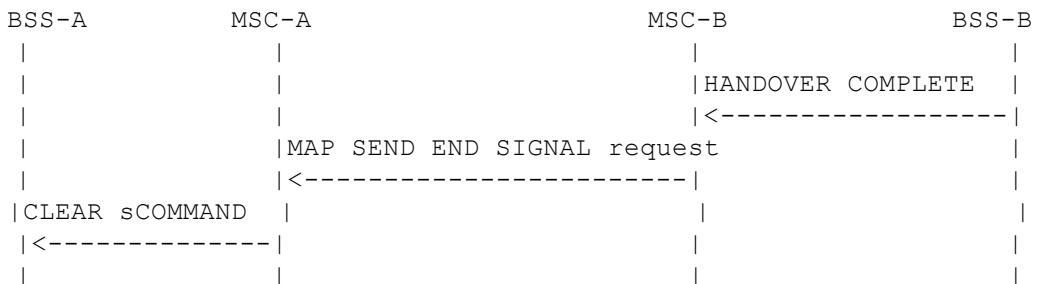 BSS-A MSC-A MSC-B BSS-B
HANDOVER COMPLETE
MAP SEND END SIGNAL request
CLEAR sCOMMAND